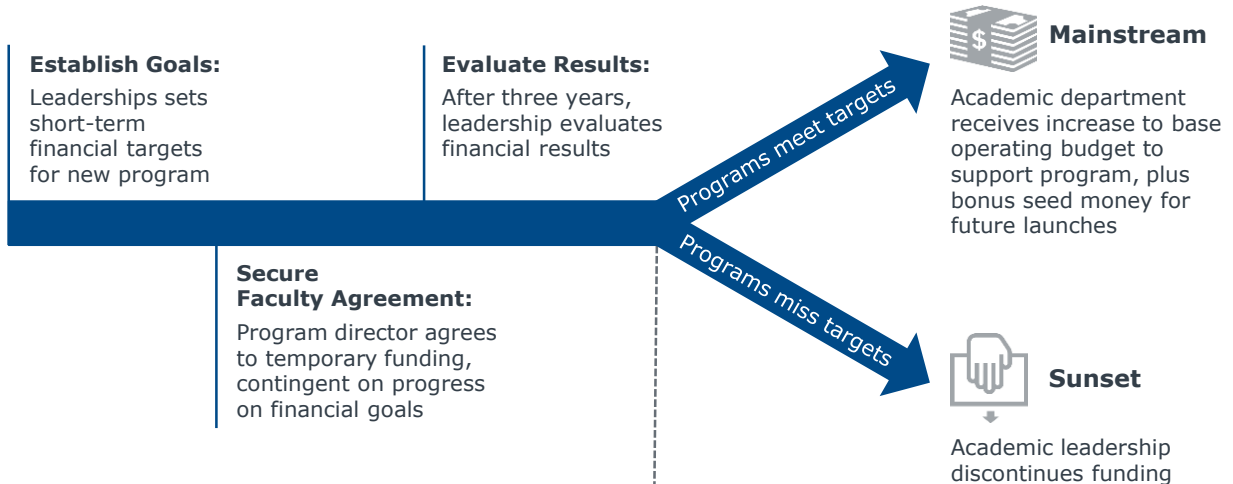 Establish Goals:
Leaderships sets
short-term
financial targets
for new program
Secure
Faculty Agreement:
Program director agrees
to temporary funding,
contingent on progress
on financial goals
Evaluate Results:
After three years,
leadership evaluates
financial results
Programs meet targets
$
Mainstream
Academic department
receives increase to base
operating budget to
support program, plus
bonus seed money for
future launches
Programs miss targets
Sunset
Academic leadership
discontinues funding